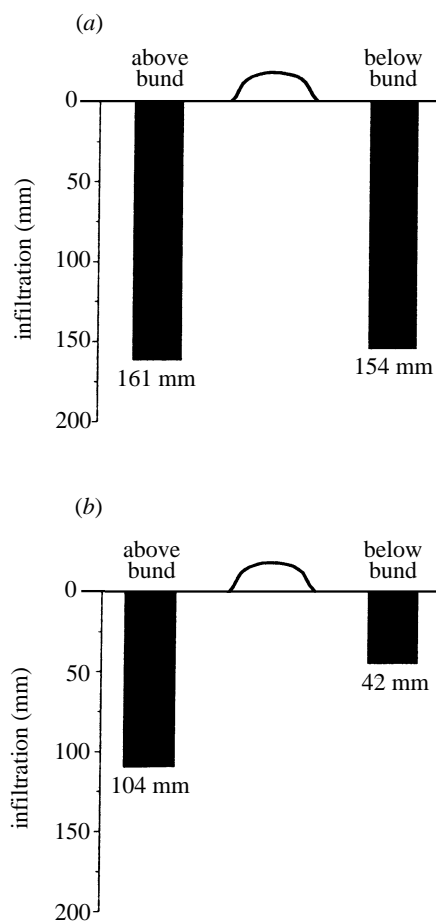 (a)
above
bund
below
bund
0
50
100
150
200
infiltration (mm)
161 mm
154 mm
(b)
above
bund
below
bund
0
50
100
150
200
infiltration (mm)
104 mm
42 mm